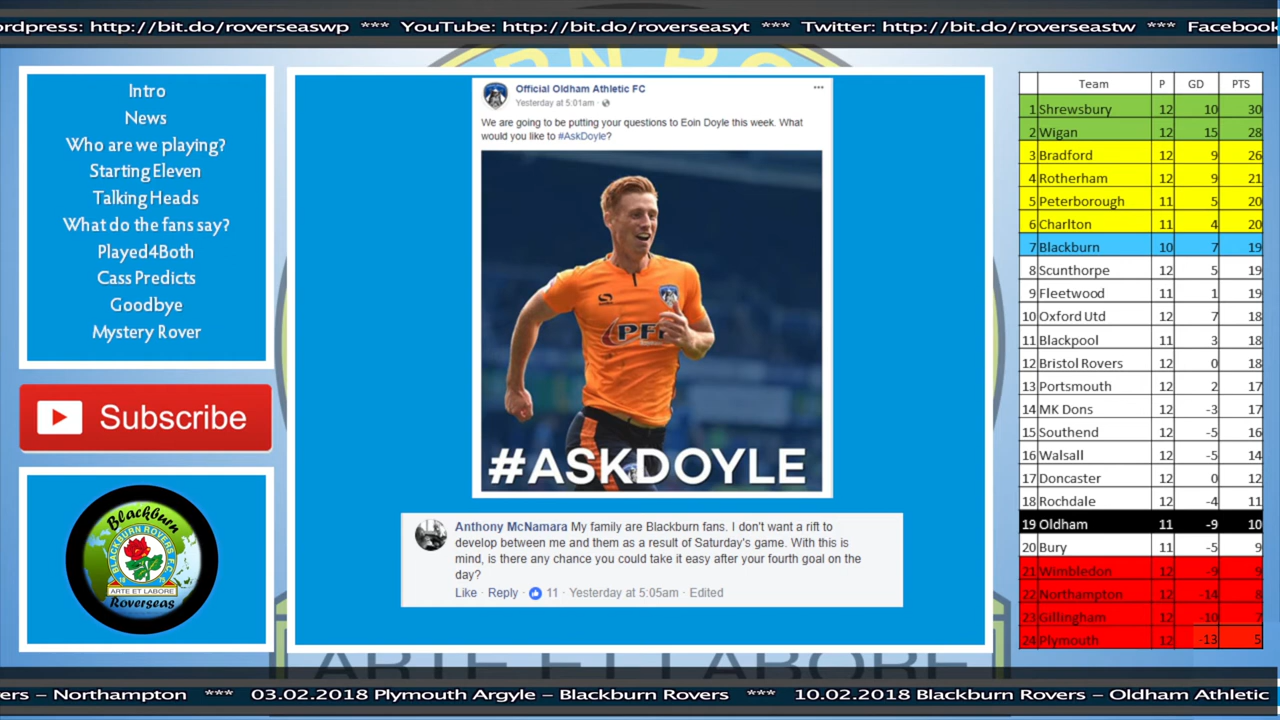 ordpress: http://bit.do/roverseaswp *** YouTube: http://bit.do/roverseasyt *** Twitter: http://bit.do/roverseastw *** Facebook
Intro
News
Who are we playing?
Starting Eleven
Talking Heads
What do the fans say?
Played4Both
Cass Predicts
Goodbye
Mystery Rover
Subscribe
Blackburn
BLACKBURN ROVERS F.C.
18 75
ARTE ET LABORE
Roverseas
Official Oldham Athletic FC
Yesterday at 5:01am
We are going to be putting your questions to Eoin Doyle this week. What
would you like to #AskDoyle?
#ASKDOYLE
Anthony McNamara My family are Blackburn fans. I don't want a rift to
develop between me and them as a result of Saturday's game. With this is
mind, is there any chance you could take it easy after your fourth goal on the
day?
Like · Reply · 11 · Yesterday at 5:05am · Edited
Team P GD PTS
1 Shrewsbury 12 10 30
2 Wigan 12 15 28
3 Bradford 12 9 26
4 Rotherham 12 9 21
5 Peterborough 11 5 20
6 Charlton 11 4 20
7 Blackburn 10 7 19
8 Scunthorpe 12 5 19
9 Fleetwood 11 1 19
10 Oxford Utd 12 7 18
11 Blackpool 11 3 18
12 Bristol Rovers 12 0 18
13 Portsmouth 12 2 17
14 MK Dons 12 -3 17
15 Southend 12 -5 16
16 Walsall 12 -5 14
17 Doncaster 12 0 12
18 Rochdale 12 -4 11
19 Oldham 11 -9 10
20 Bury 11 -5 9
21 Wimbledon 12 -9 9
22 Northampton 12 -14 8
23 Gillingham 12 -10 7
24 Plymouth 12 -13 5
ARTE ET LABORE
ers – Northampton *** 03.02.2018 Plymouth Argyle – Blackburn Rovers *** 10.02.2018 Blackburn Rovers – Oldham Athletic